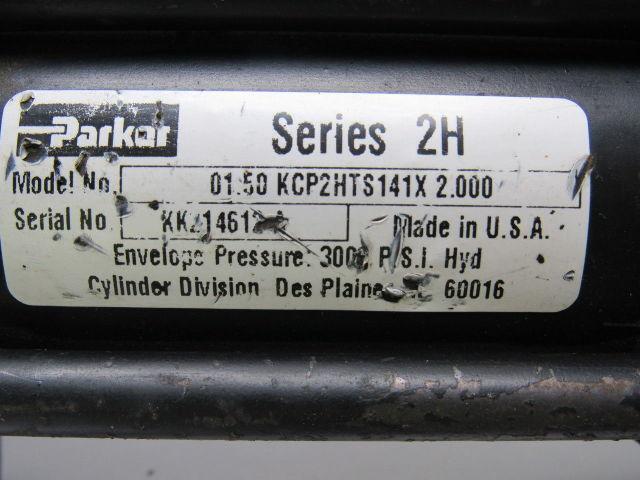 Parker Series 2H
Model No. 01.50 KCP2HTS141X 2.000
Serial No Made in U.S.A.
Envelope Pressure: P.S.I. Hyd
Cylinder Division Des Plaines 60016